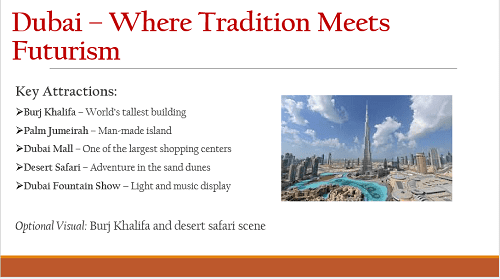 Dubai – Where Tradition Meets
Futurism
Key Attractions:
➢Burj Khalifa – World's tallest building
➢Palm Jumeirah – Man-made island
➢Dubai Mall – One of the largest shopping centers
➢Desert Safari – Adventure in the sand dunes
➢Dubai Fountain Show – Light and music display
Optional Visual: Burj Khalifa and desert safari scene